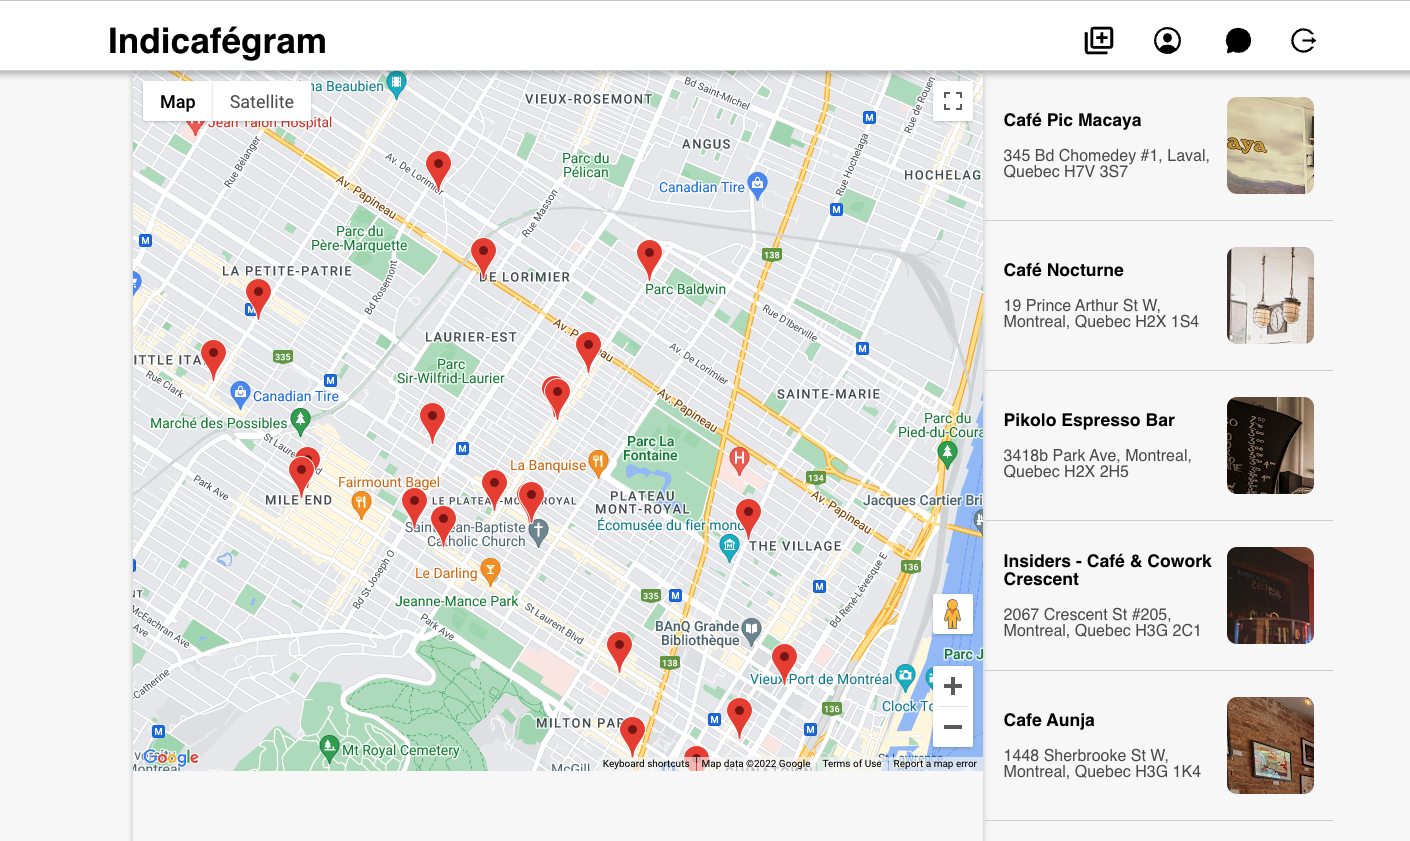 Indicafégram
Map
Satellite
na Beaubien
Jean Talon Hospital
VIEUX-ROSEMONT
Bd Saint-Michel
Rue de Rouen
Rue Bélanger
Av. De Lorimier
Parc du
Pélican
ANGUS
Canadian Tire
Rue Hochelaga
HOCHELAG
Av. Papineau
Rue Masson
Parc du
Père-Marquette
LA PETITE-PATRIE
Bd Rosemont
DE LORIMIER
138
Parc Baldwin
Rue D'Iberville
LAURIER-EST
Av. Papineau
ITTLE ITA
335
Rue Clark
Canadian Tire
Parc
Sir-Wilfrid-Laurier
Av. De Lorimier
SAINTE-MARIE
Marché des Possibles
Av. Papineau
Parc du
Pied-du-Coura
St Laurent Blvd
Parc La
Fontaine
La Banquise
Park Ave
MILE END
Fairmount Bagel
LE PLATEAU-MONT-ROYAL
PLATEAU
MONT-ROYAL
134
Av. Papineau
Jacques Cartier Bri
Saint-Jean-Baptiste
Catholic Church
Écomusée du fier mond
THE VILLAGE
Le Darling
Bd St Joseph O
136
Jeanne-Mance Park
335
Bd René-Lévesque E
McEachran Ave
Ave
Park Ave
St Laurent Blvd
BAnQ Grande
Bibliothèque
138
Parc J
-Catherine
Vieux-Port de Montréal
Clock To
136
MILTON PAR
Mt Royal Cemetery
McGill
Montréal
Google
Keyboard shortcuts
Map data ©2022 Google
Terms of Use
Report a map error
Café Pic Macaya
345 Bd Chomedey #1, Laval,
Quebec H7V 3S7
aya
Café Nocturne
19 Prince Arthur St W,
Montreal, Quebec H2X 1S4
Pikolo Espresso Bar
3418b Park Ave, Montreal,
Quebec H2X 2H5
Insiders - Café & Cowork
Crescent
2067 Crescent St #205,
Montreal, Quebec H3G 2C1
Cafe Aunja
1448 Sherbrooke St W,
Montreal, Quebec H3G 1K4